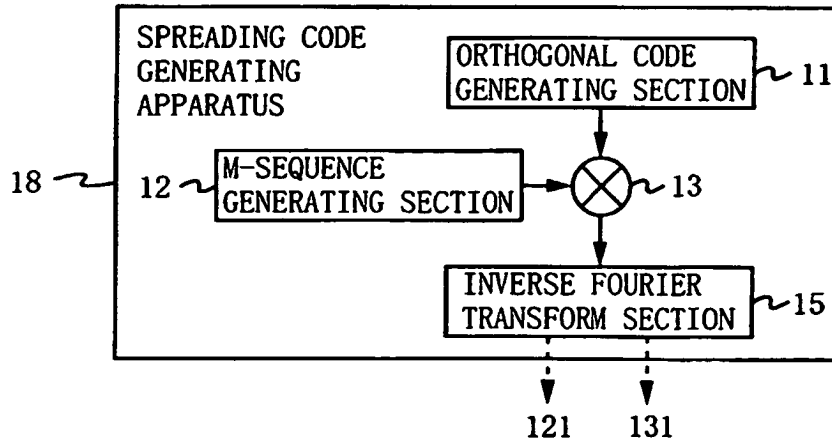 SPREADING CODE
GENERATING
APPARATUS
ORTHOGONAL CODE
GENERATING SECTION
11
18
12
M-SEQUENCE
GENERATING SECTION
13
INVERSE FOURIER
TRANSFORM SECTION
15
121
131